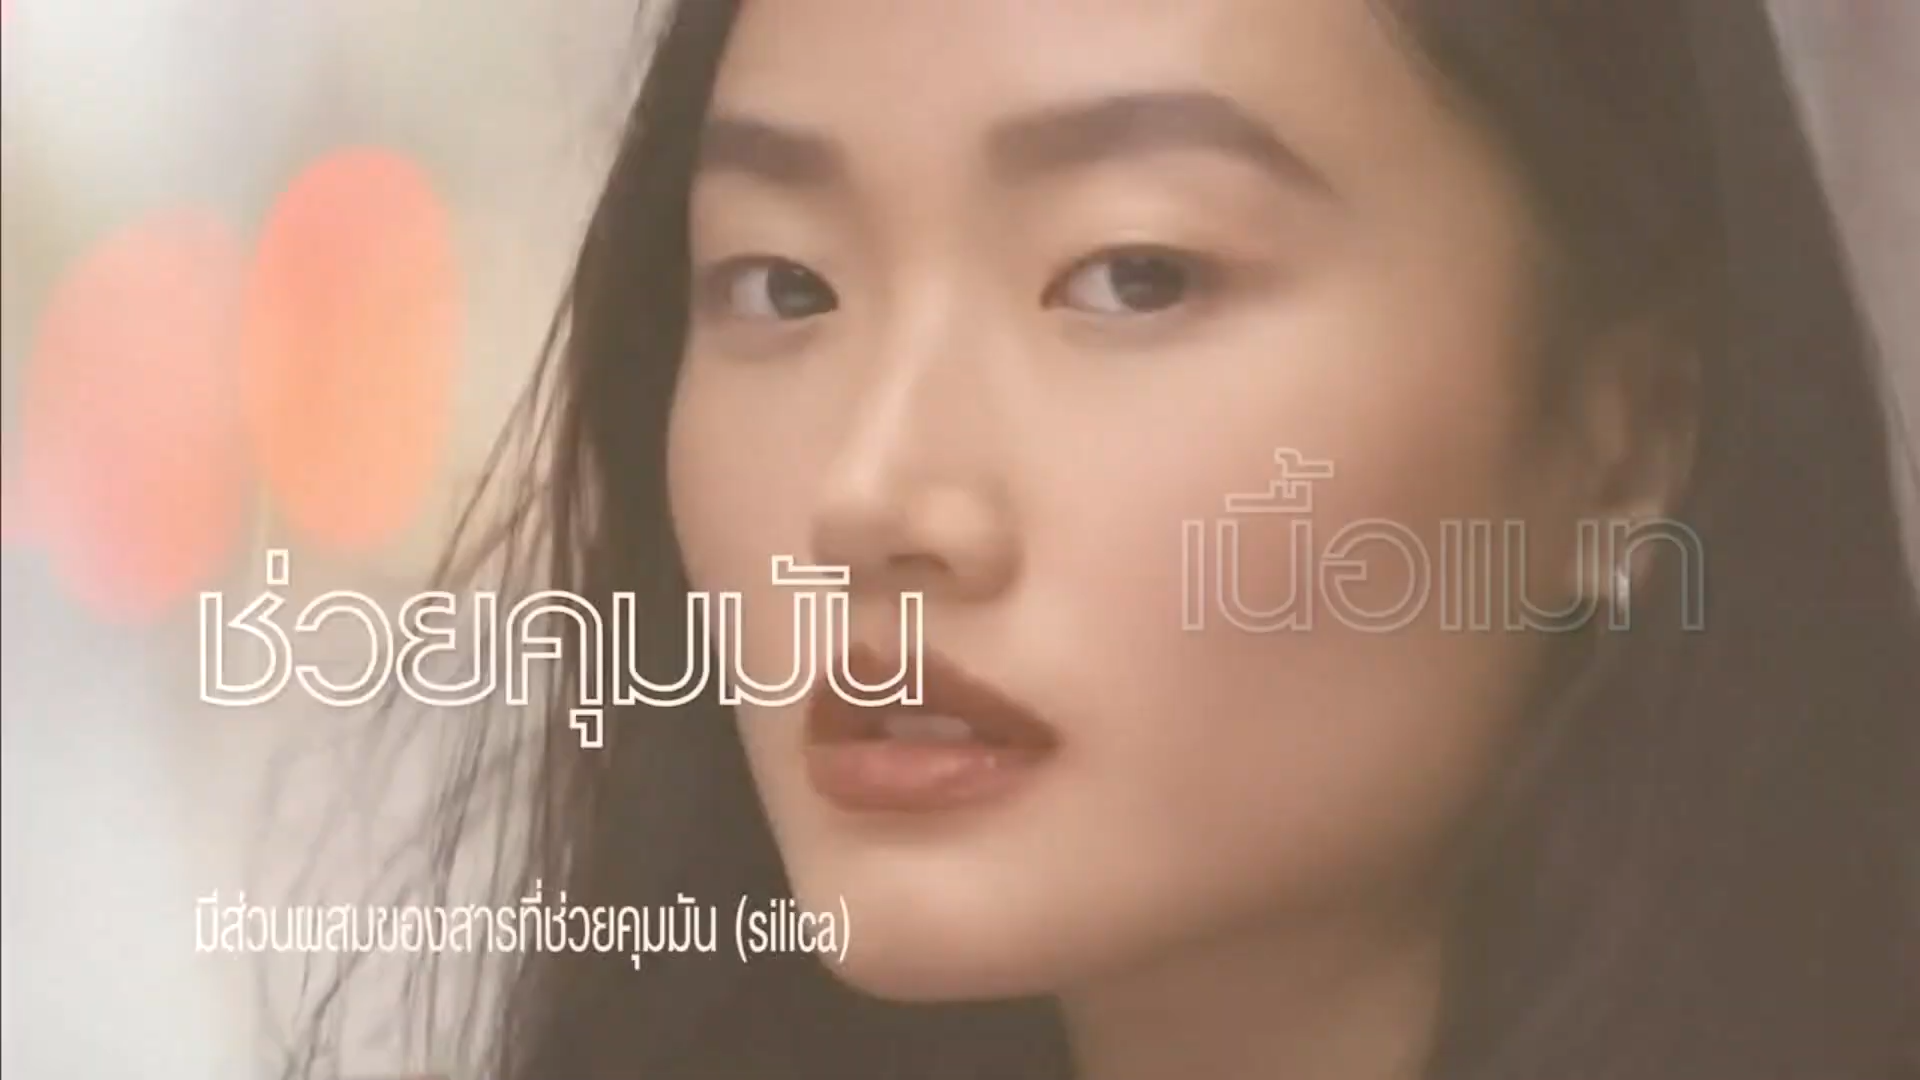 เนื้อแมท
ช่วยคุมมัน
มีส่วนผสมของสารที่ช่วยคุมมัน (silica)